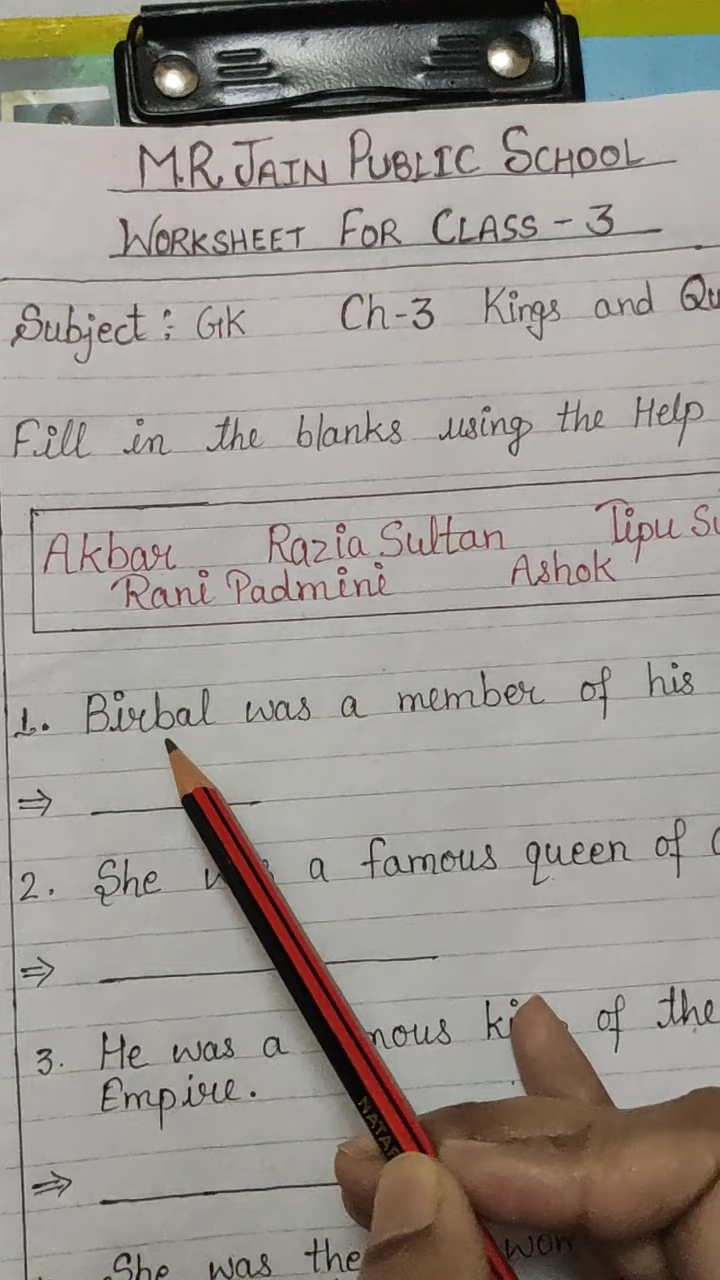 M.R. JAIN PUBLIC SCHOOL
WORKSHEET FOR CLASS - 3
Subject : GK Ch-3 Kings and
Fill in the blanks using the Help
Akbar Razia Sultan Tipu
Rani Padmini Ashok
1. Birbal was a member of his
⇒
2. She a famous queen of
⇒
3. He was a of the
Empire.
⇒
She was the
NATAR